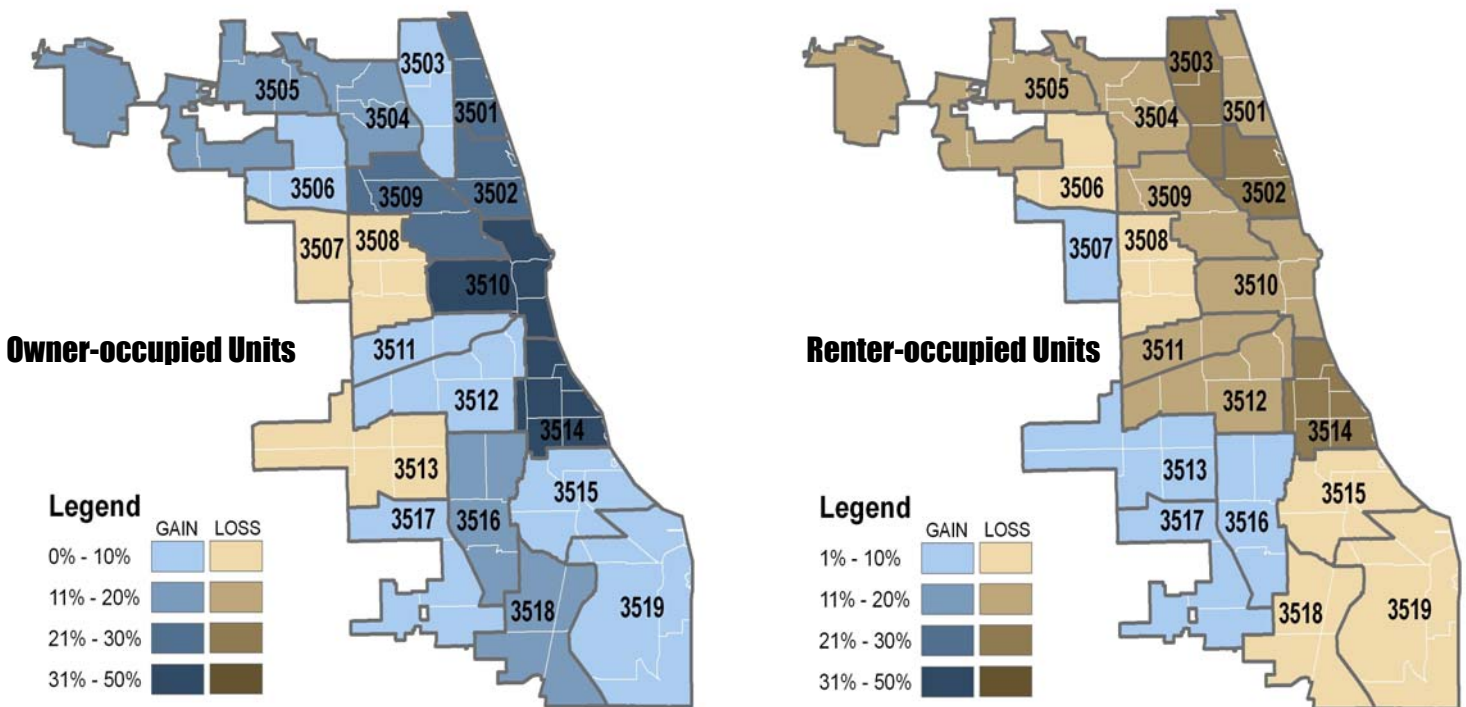 3503
3505
3501
3504
3506
3509
3502
3507
3508
3510
Owner-occupied Units
3511
3512
3514
3513
3515
3517
3516
3518
3519
Legend
GAIN LOSS
0% - 10%
11% - 20%
21% - 30%
31% - 50%
3503
3505
3501
3504
3506
3509
3502
3507
3508
3510
Renter-occupied Units
3511
3512
3514
3513
3515
3517
3516
3518
3519
Legend
GAIN LOSS
1% - 10%
11% - 20%
21% - 30%
31% - 50%